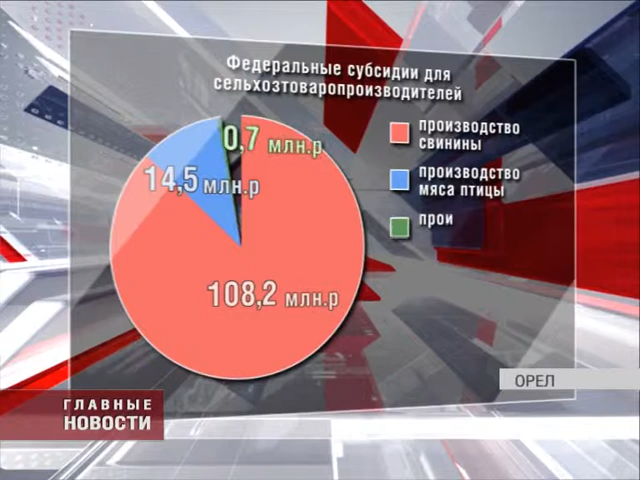 Федеральные субсидии для
сельхозтоваропроизводителей
0,7 млн.р
14,5 млн.р
108,2 млн.р
производство
свинины
производство
мяса птицы
прои
ОРЕЛ
ГЛАВНЫЕ
НОВОСТИ